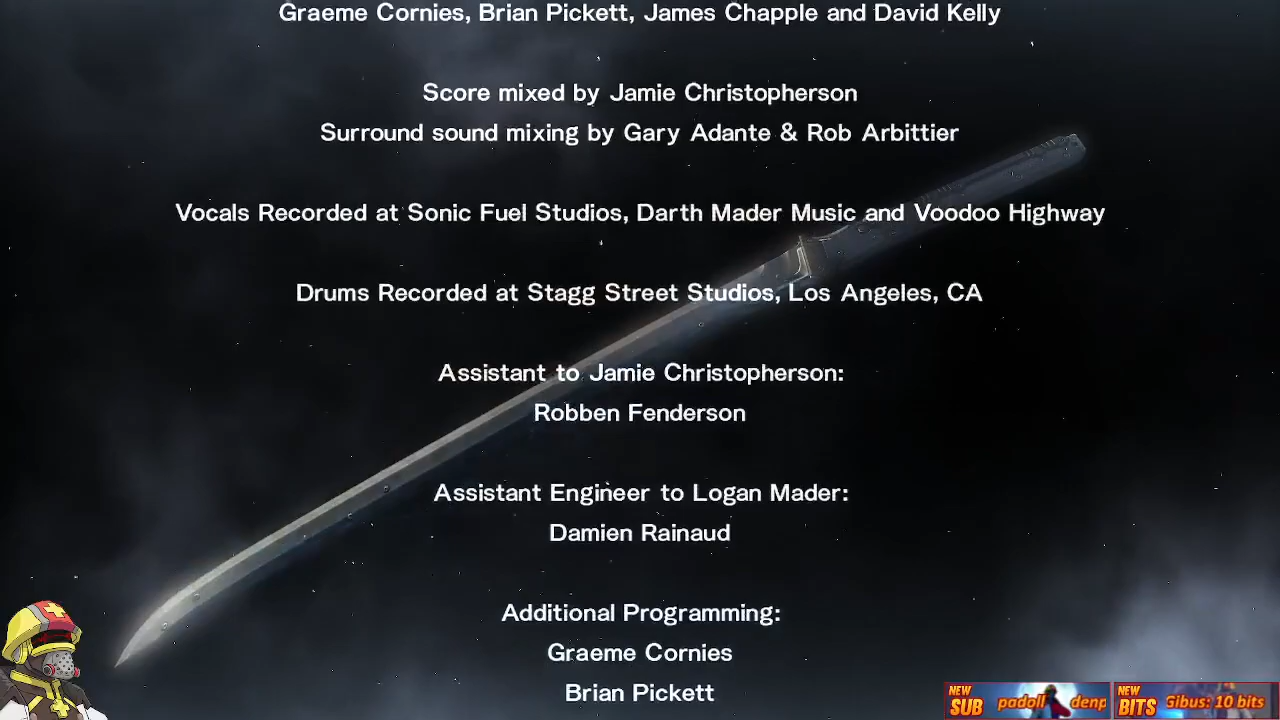 Graeme Cornies, Brian Pickett, James Chapple and David Kelly
Score mixed by Jamie Christopherson
Surround sound mixing by Gary Adante & Rob Arbittier
Vocals Recorded at Sonic Fuel Studios, Darth Mader Music and Voodoo Highway
Drums Recorded at Stagg Street Studios, Los Angeles, CA
Assistant to Jamie Christopherson:
Robben Fenderson
Assistant Engineer to Logan Mader:
Damien Rainaud
Additional Programming:
Graeme Cornies
Brian Pickett
NEW SUB padoll denp
NEW BITS Gibus: 10 bits